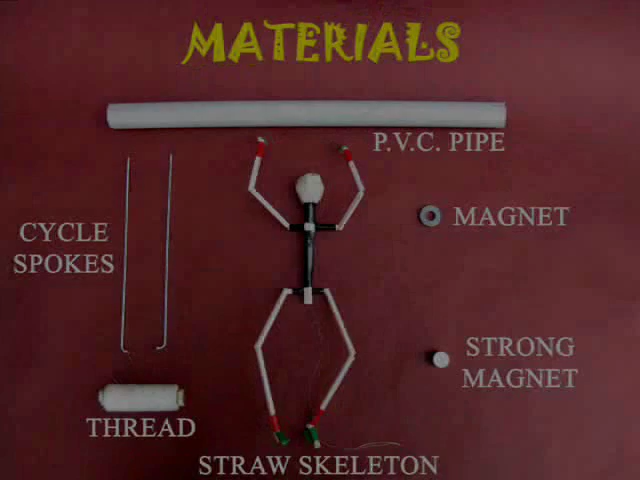 MATERIALS
P.V.C. PIPE
CYCLE
SPOKES
MAGNET
STRONG
MAGNET
THREAD
STRAW SKELETON